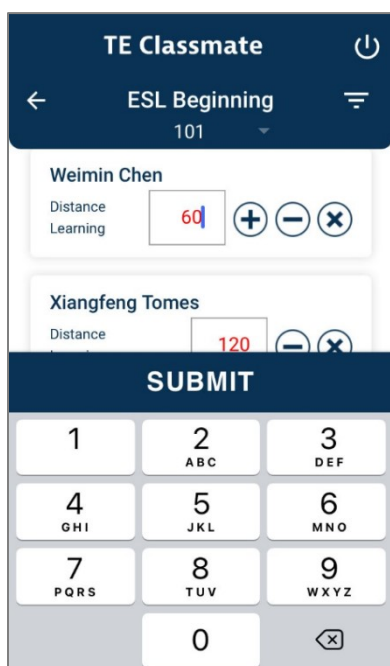 TE Classmate
ESL Beginning
101
Weimin Chen
Distance
Learning
60
Xiangfeng Tomes
Distance
120
SUBMIT
1
2
ABC
3
DEF
4
GHI
5
JKL
6
MNO
7
PQRS
8
TUV
9
WXYZ
0